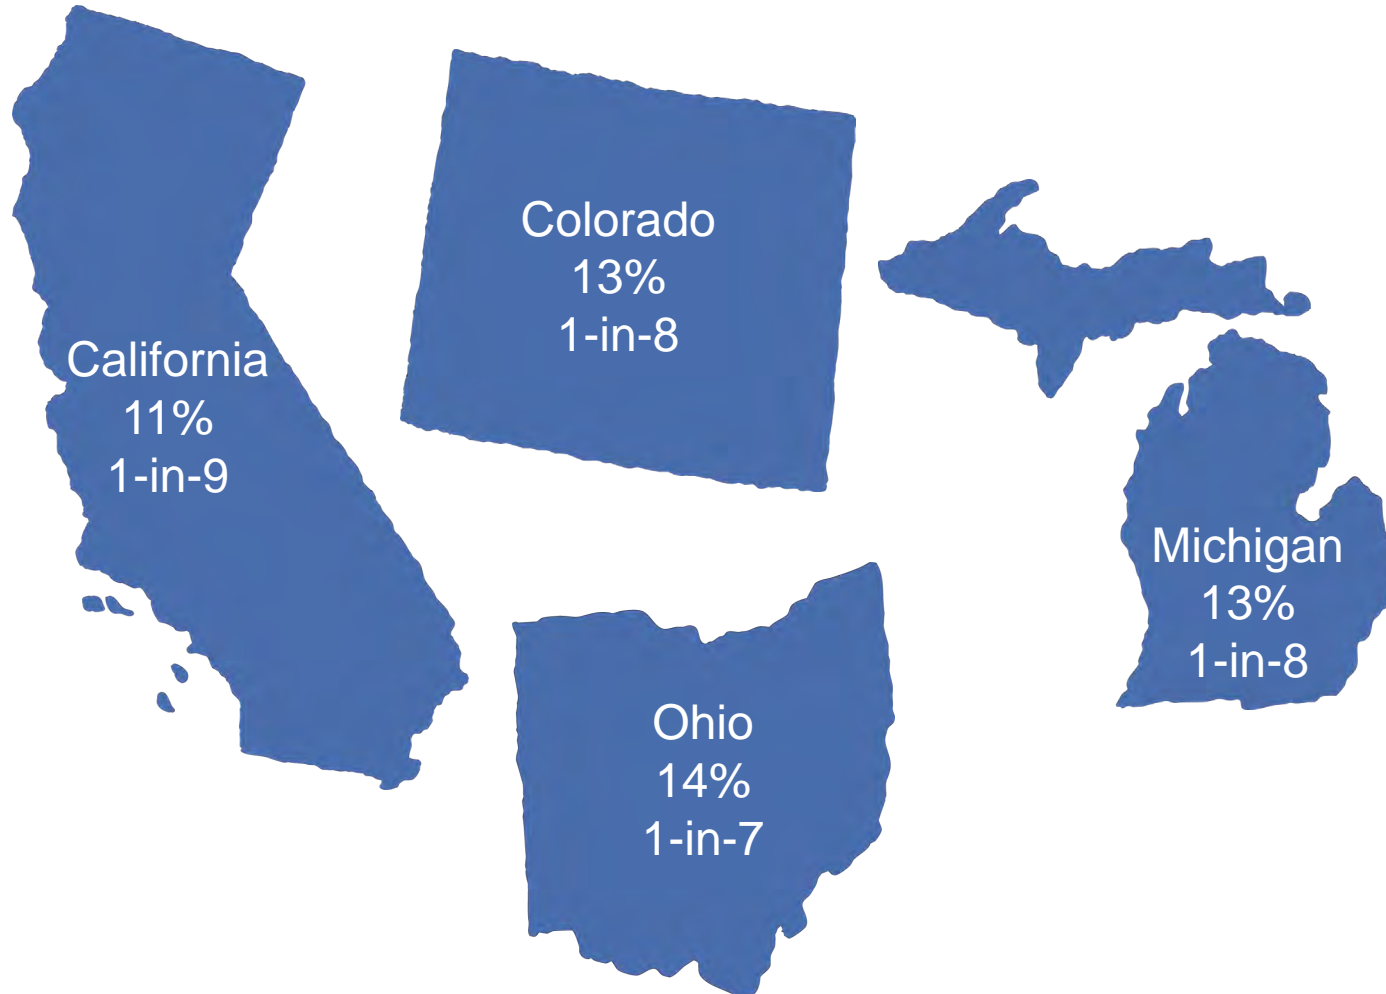 California
11%
1-in-9
Colorado
13%
1-in-8
Ohio
14%
1-in-7
Michigan
13%
1-in-8